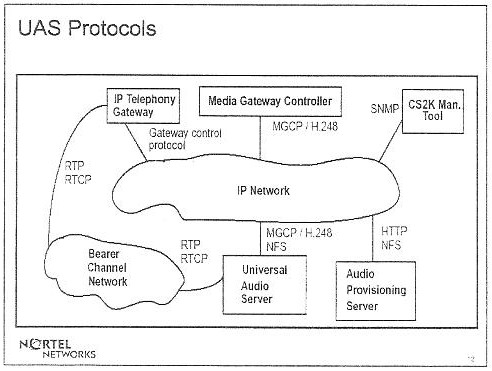 UAS Protocols
IP Telephony
Gateway
Media Gateway Controller
CS2K Man.
Tool
SNMP
MGCP / H.248
Gateway control
protocol
RTP
RTCP
IP Network
MGCP / H.248
NFS
HTTP
NFS
RTP
RTCP
Bearer
Channel
Network
Universal
Audio
Server
Audio
Provisioning
Server
NORTEL
NETWORKS